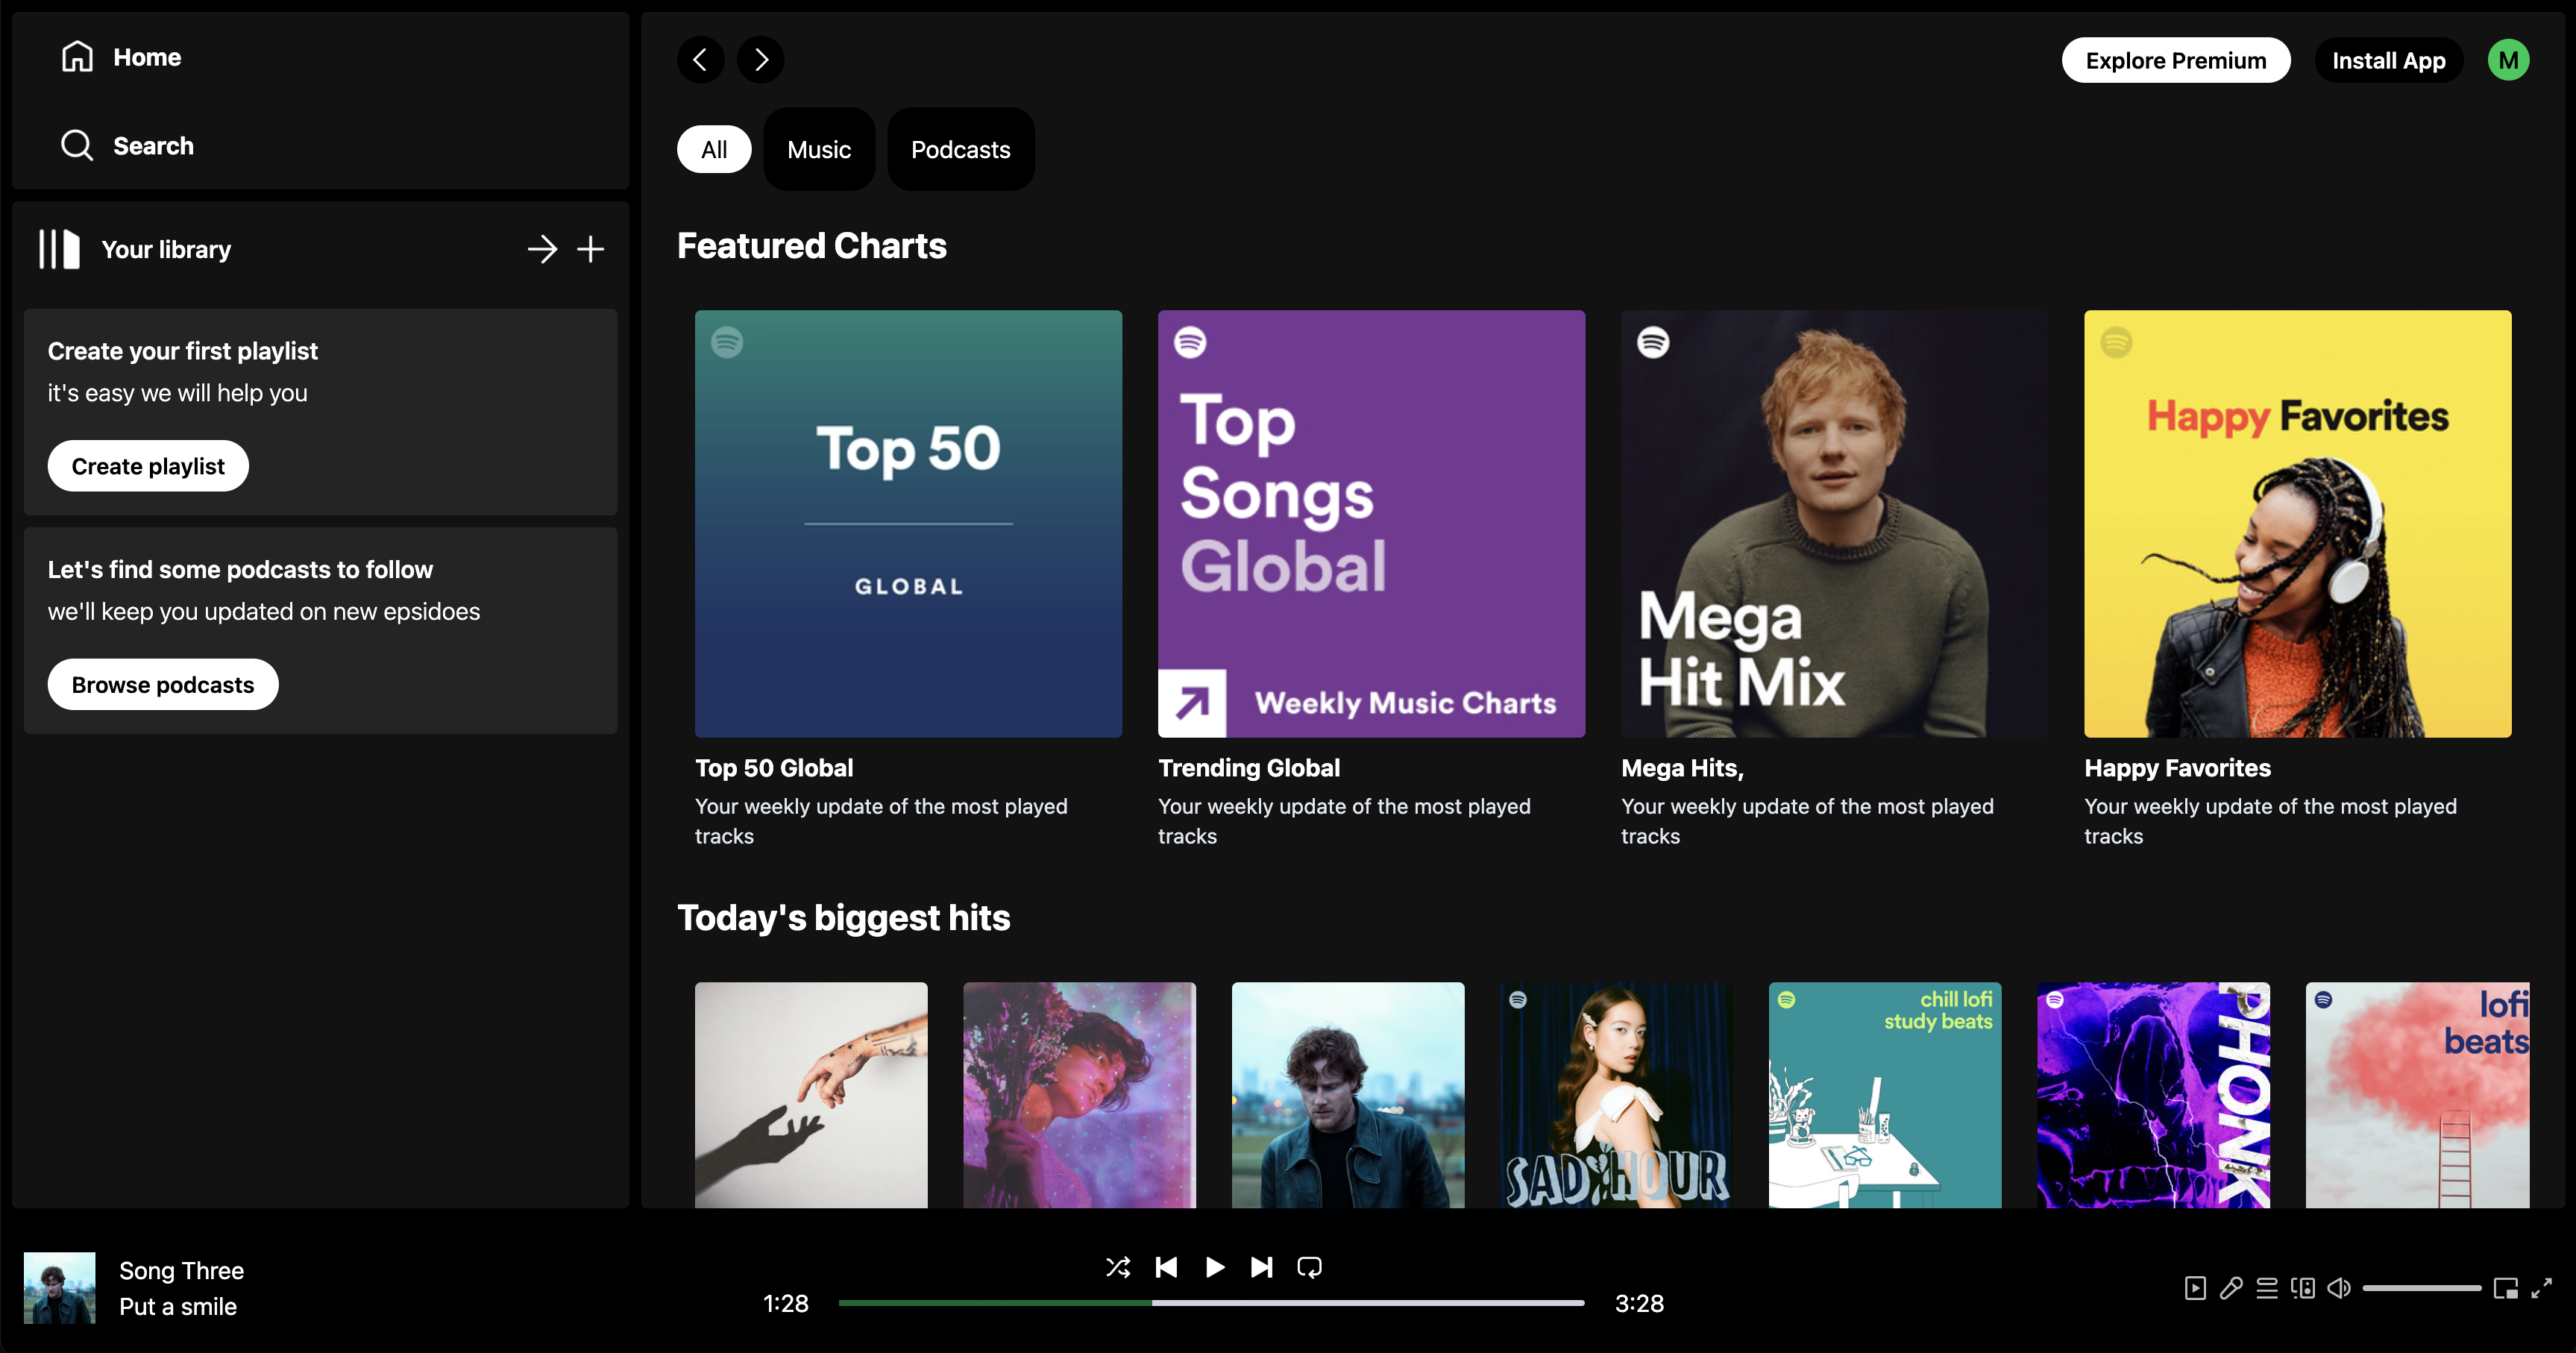 Home
Search
Your library
Create your first playlist
it's easy we will help you
Create playlist
Let's find some podcasts to follow
we'll keep you updated on new epsidoes
Browse podcasts
Explore Premium
Install App
M
All
Music
Podcasts
Featured Charts
Top 50
GLOBAL
Top 50 Global
Your weekly update of the most played
tracks
Top
Songs
Global
Weekly Music Charts
Trending Global
Your weekly update of the most played
tracks
Mega
Hit Mix
Mega Hits,
Your weekly update of the most played
tracks
Happy Favorites
Happy Favorites
Your weekly update of the most played
tracks
Today's biggest hits
SAD HOUR
chill lofi
study beats
PHONK
lofi
beats
Song Three
Put a smile
1:28
3:28